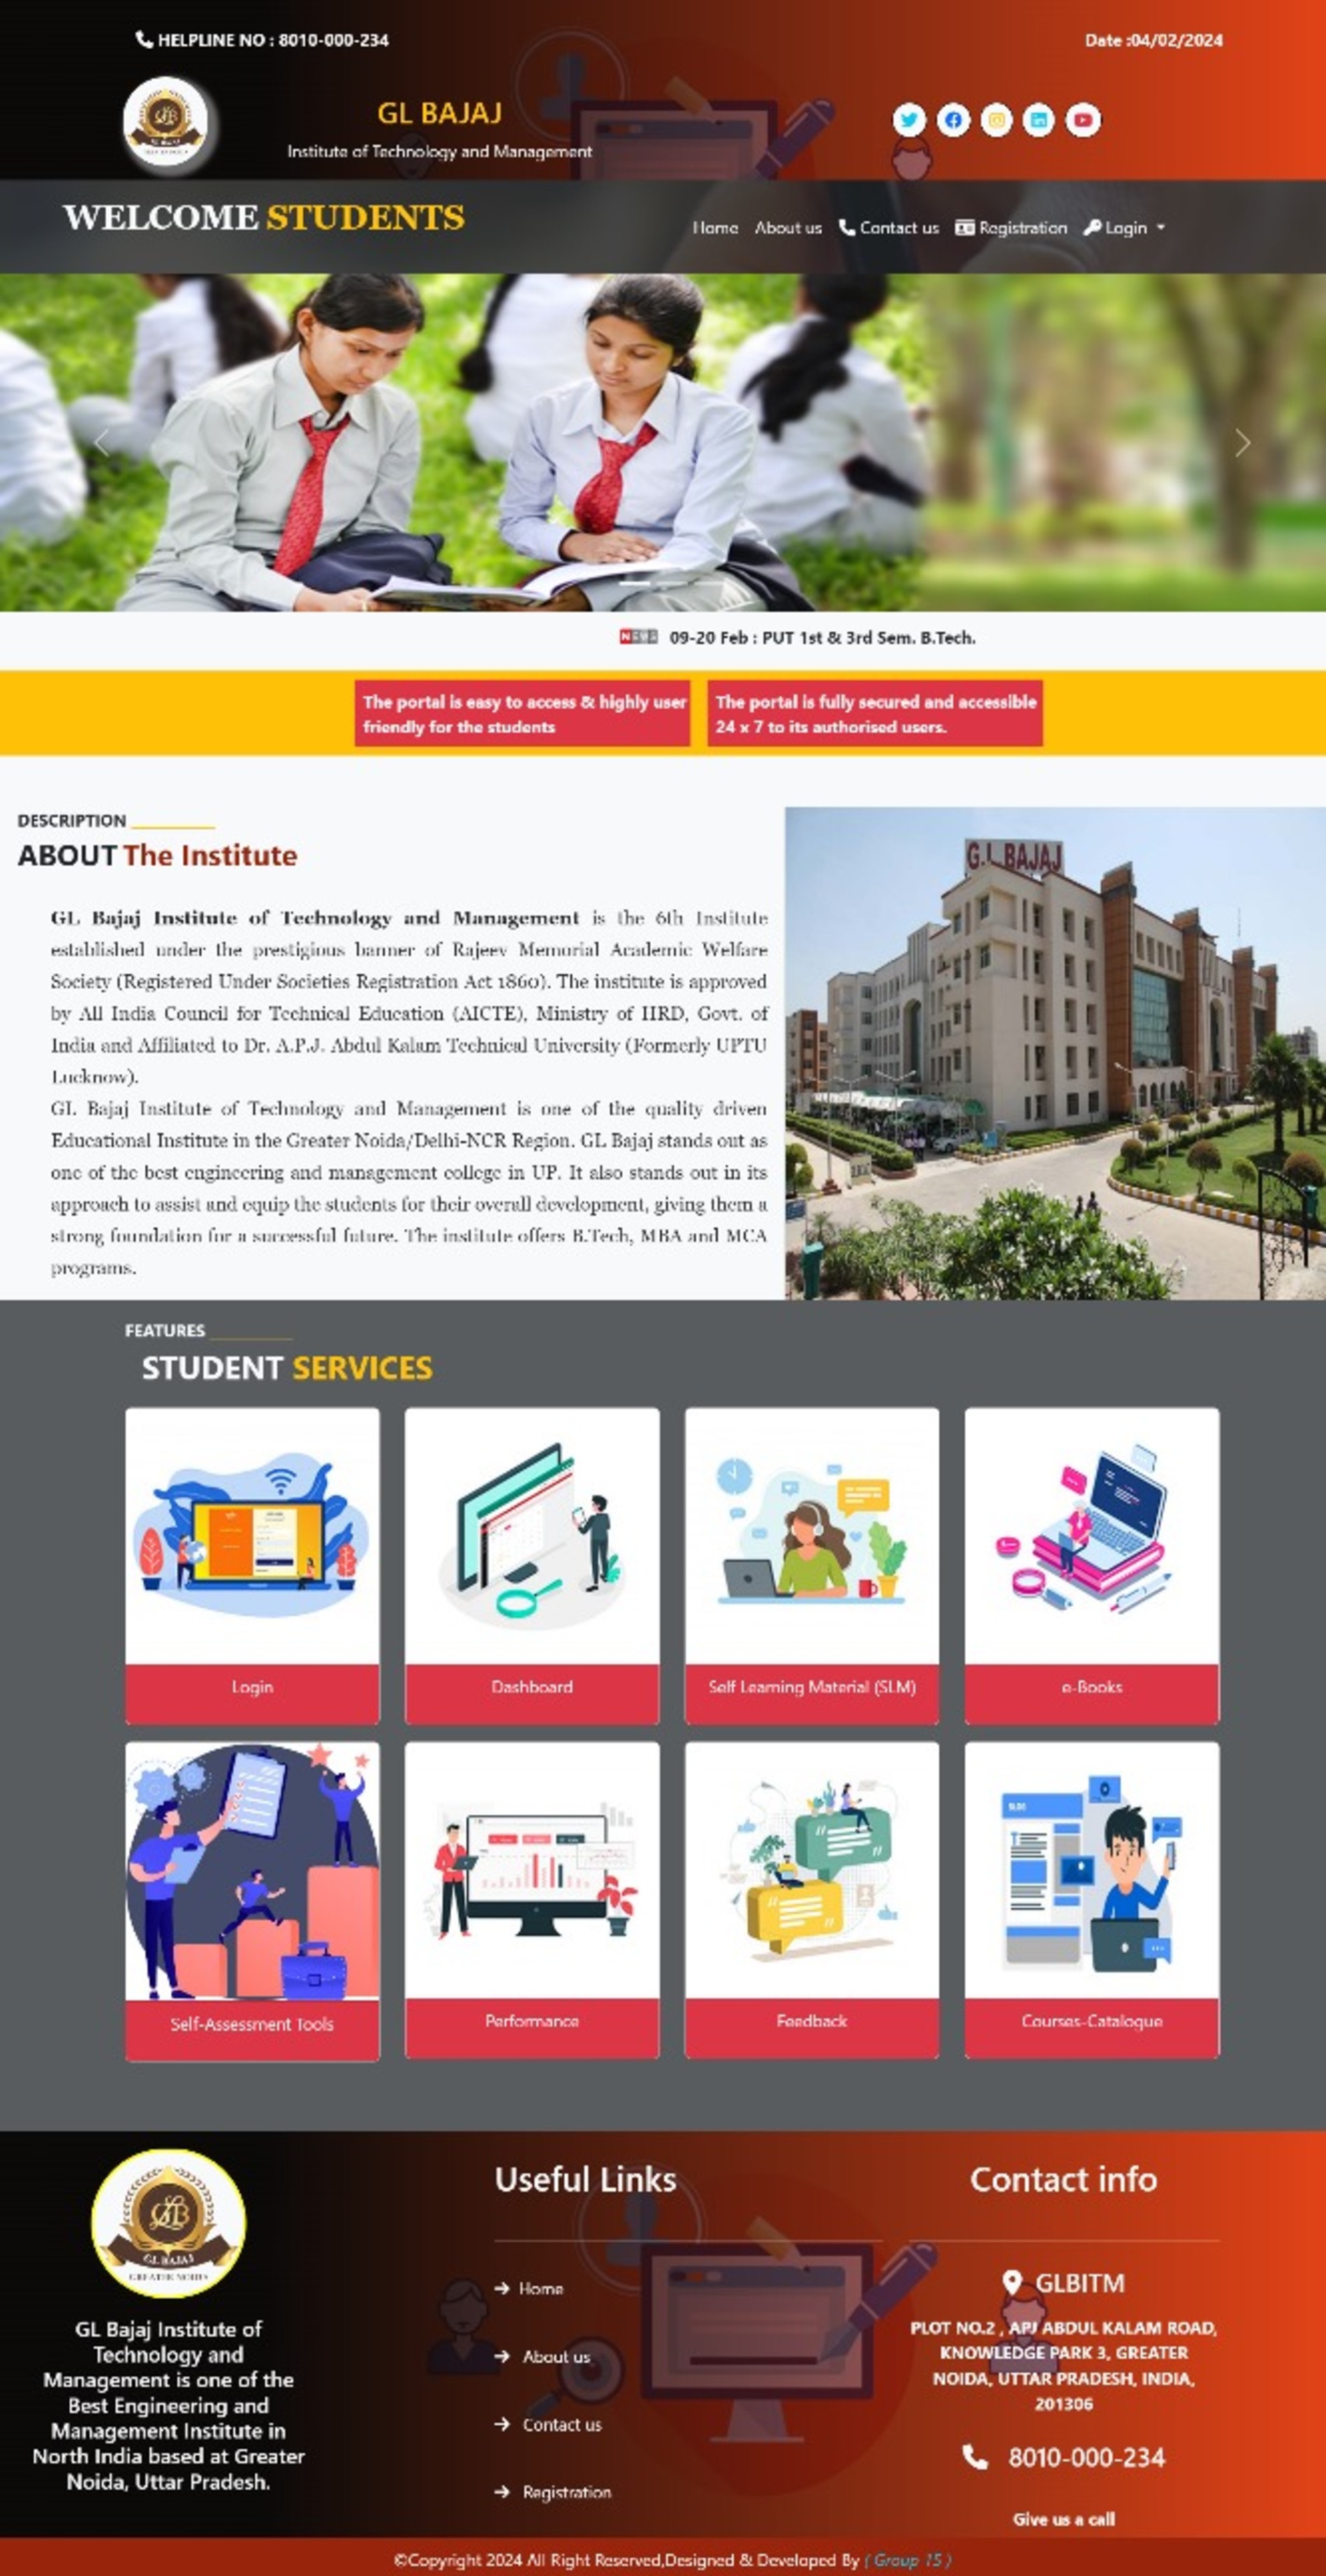 HELPLINE NO : 8010-000-234
Date :04/02/2024
GL BAJAJ
Institute of Technology and Management
WELCOME STUDENTS
Home About us Contact us Registration Login
NEWS 09-20 Feb : PUT 1st & 3rd Sem. B.Tech.
The portal is easy to access & highly user
friendly for the students
The portal is fully secured and accessible
24 x 7 to its authorised users.
DESCRIPTION
ABOUT The Institute
GL Bajaj Institute of Technology and Management is the 6th Institute
established under the prestigious banner of Rajeev Memorial Academic Welfare
Society (Registered Under Societies Registration Act 1860). The institute is approved
by All India Council for Technical Education (AICTE), Ministry of HRD, Govt. of
India and Affiliated to Dr. A.P.J. Abdul Kalam Technical University (Formerly UPTU
Lucknow).
GL Bajaj Institute of Technology and Management is one of the quality driven
Educational Institute in the Greater Noida/Delhi-NCR Region. GL Bajaj stands out as
one of the best engineering and management college in UP. It also stands out in its
approach to assist and equip the students for their overall development, giving them a
strong foundation for a successful future. The institute offers B.Tech, MBA and MCA
programs.
G.L. BAJAJ
FEATURES
STUDENT SERVICES
Login
Dashboard
Self Learning Material (SLM)
e-Books
Self-Assessment Tools
Performance
BLOG
Feedback
Courses-Catalogue
GL BAJAJ
GREATER NOIDA
GL Bajaj Institute of
Technology and
Management is one of the
Best Engineering and
Management Institute in
North India based at Greater
Noida, Uttar Pradesh.
Useful Links
Home
About us
Contact us
Registration
Contact info
GLBITM
PLOT NO.2 , APJ ABDUL KALAM ROAD,
KNOWLEDGE PARK 3, GREATER
NOIDA, UTTAR PRADESH, INDIA,
201306
8010-000-234
Give us a call
©Copyright 2024 All Right Reserved,Designed & Developed By ( Group 15 )